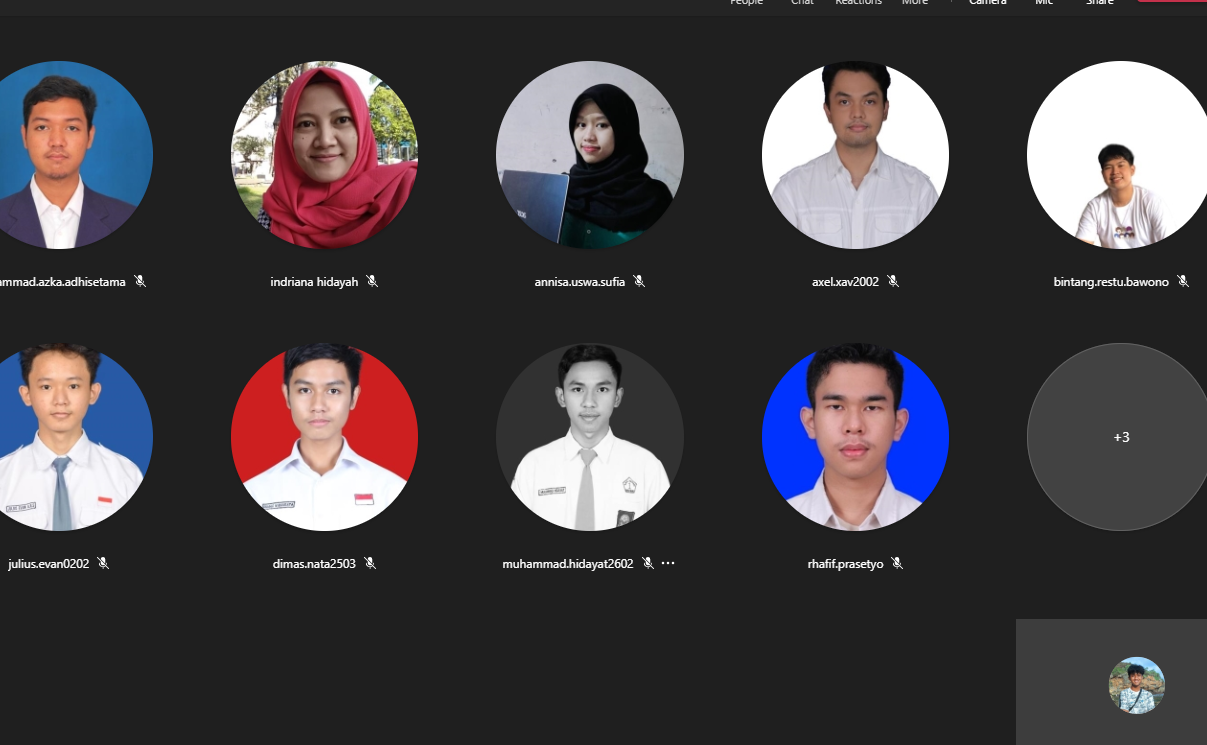 People Chat Reactions More Camera Mic Share
mmad.azka.adhisetama
indriana hidayah
annisa.uswa.sufia
axel.xav2002
bintang.restu.bawono
julius.evan0202
dimas.nata2503
muhammad.hidayat2602 ...
rhafif.prasetyo
+3